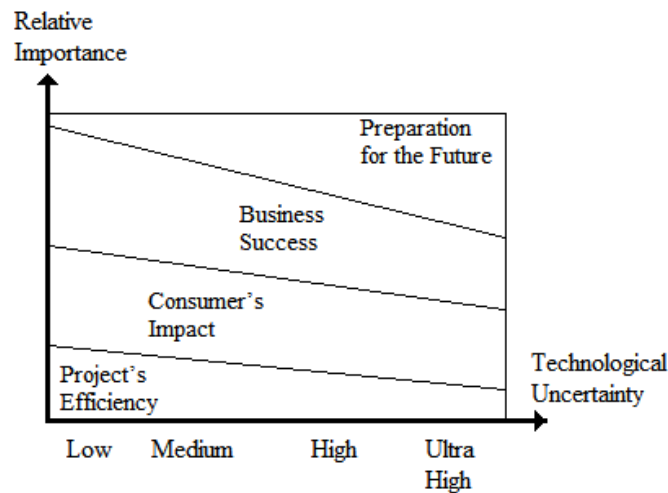 Relative
Importance
Preparation
for the Future
Business
Success
Consumer's
Impact
Project's
Efficiency
Technological
Uncertainty
Low Medium High Ultra
High